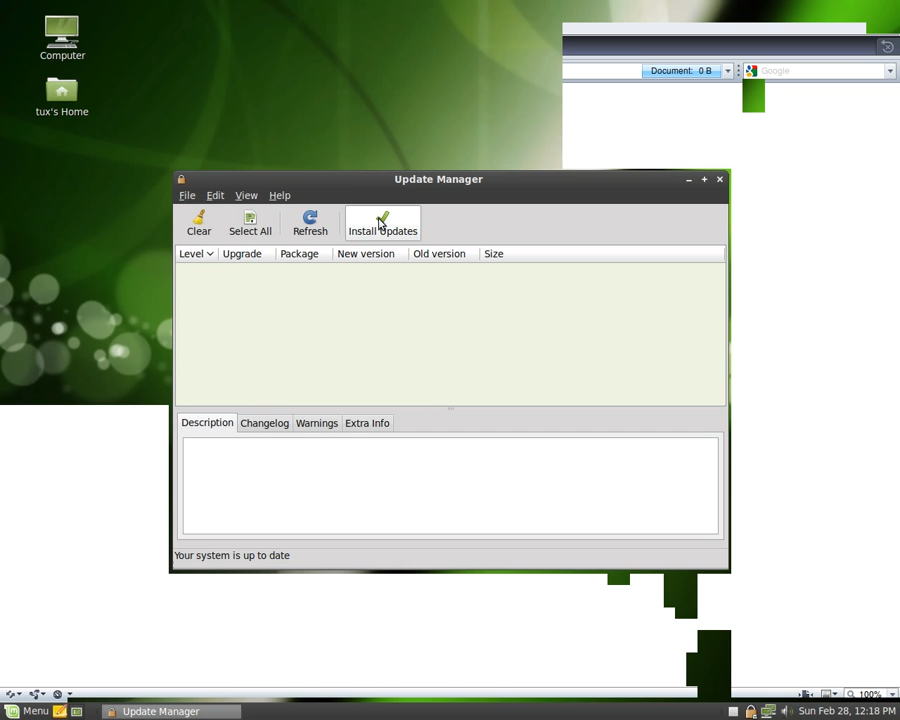 Computer
tux's Home
Document: 0 B
Google
Update Manager
File Edit View Help
Clear Select All Refresh Install Updates
Level Upgrade Package New version Old version Size
Description Changelog Warnings Extra Info
Your system is up to date
100%
Menu Update Manager Sun Feb 28, 12:18 PM